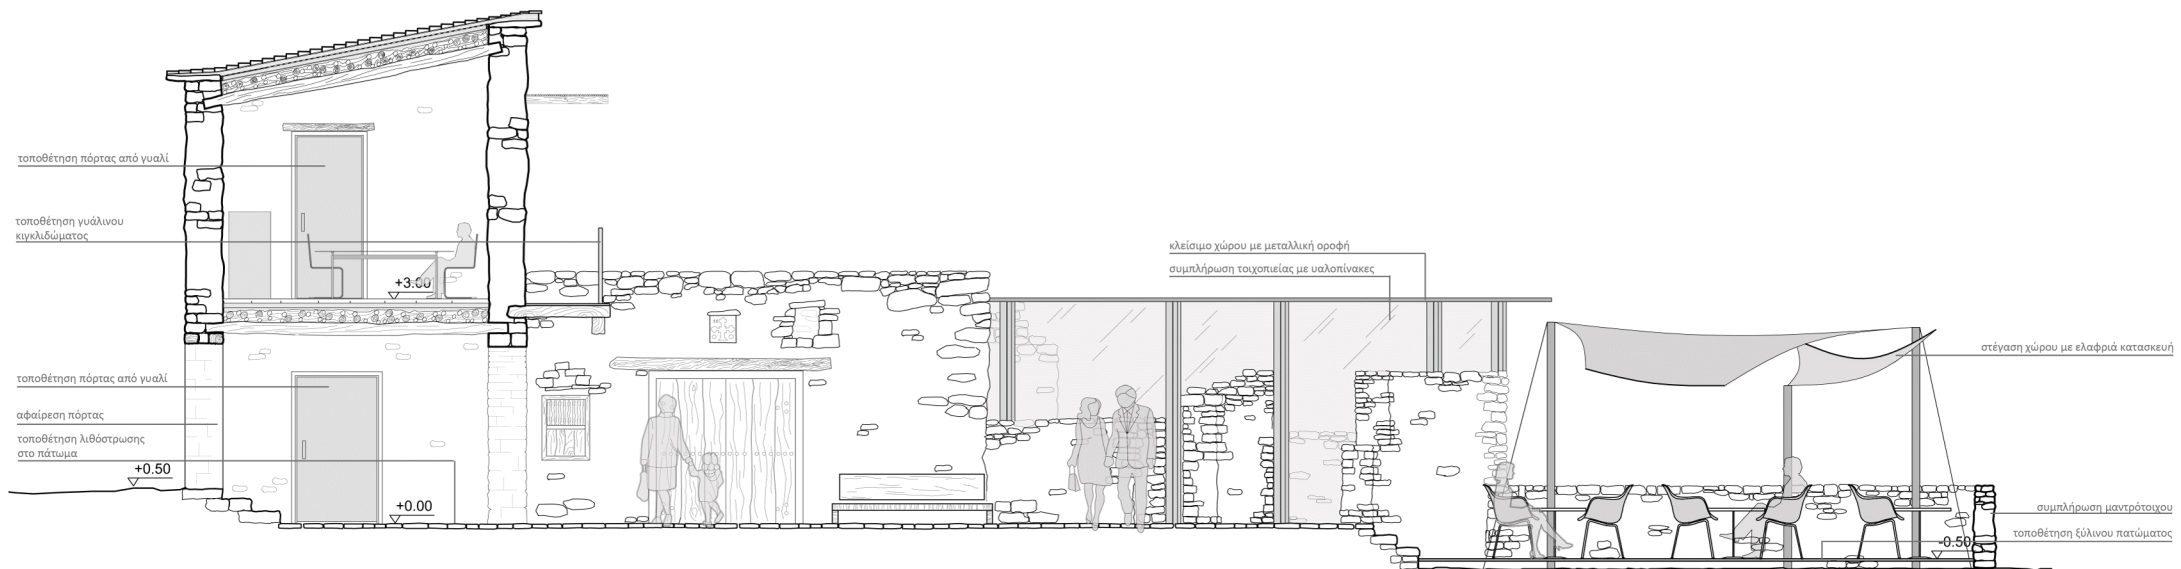 τοποθέτηση πόρτας από γυαλί
τοποθέτηση γυάλινου
κιγκλιδώματος
+3.00
κλείσιμο χώρου με μεταλλική οροφή
συμπλήρωση τοιχοπιείας με υαλοπίνακες
στέγαση χώρου με ελαφριά κατασκευή
τοποθέτηση πόρτας από γυαλί
αφαίρεση πόρτας
τοποθέτηση λιθόστρωσης
στο πάτωμα
+0.50
+0.00
συμπλήρωση μαντρότοιχου
τοποθέτηση ξύλινου πατώματος
-0.50